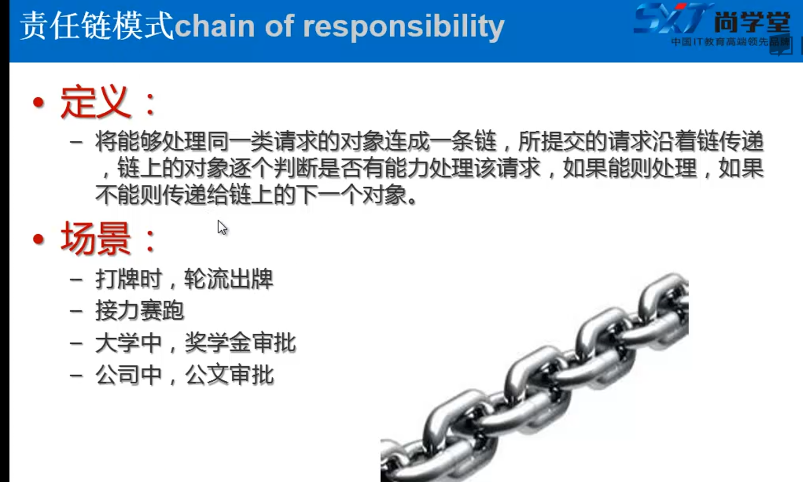 责任链模式chain of responsibility
SXT 尚学堂
中国IT教育高端领先品牌
• 定义：
– 将能够处理同一类请求的对象连成一条链，所提交的请求沿着链传递
，链上的对象逐个判断是否有能力处理该请求，如果能则处理，如果
不能则传递给链上的下一个对象。
• 场景：
– 打牌时，轮流出牌
– 接力赛跑
– 大学中，奖学金审批
– 公司中，公文审批